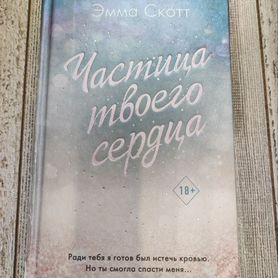 Эмма Скотт
Частица
твоего
сердца
18+
Ради тебя я готов был истечь кровью.
Но ты смогла спасти меня...